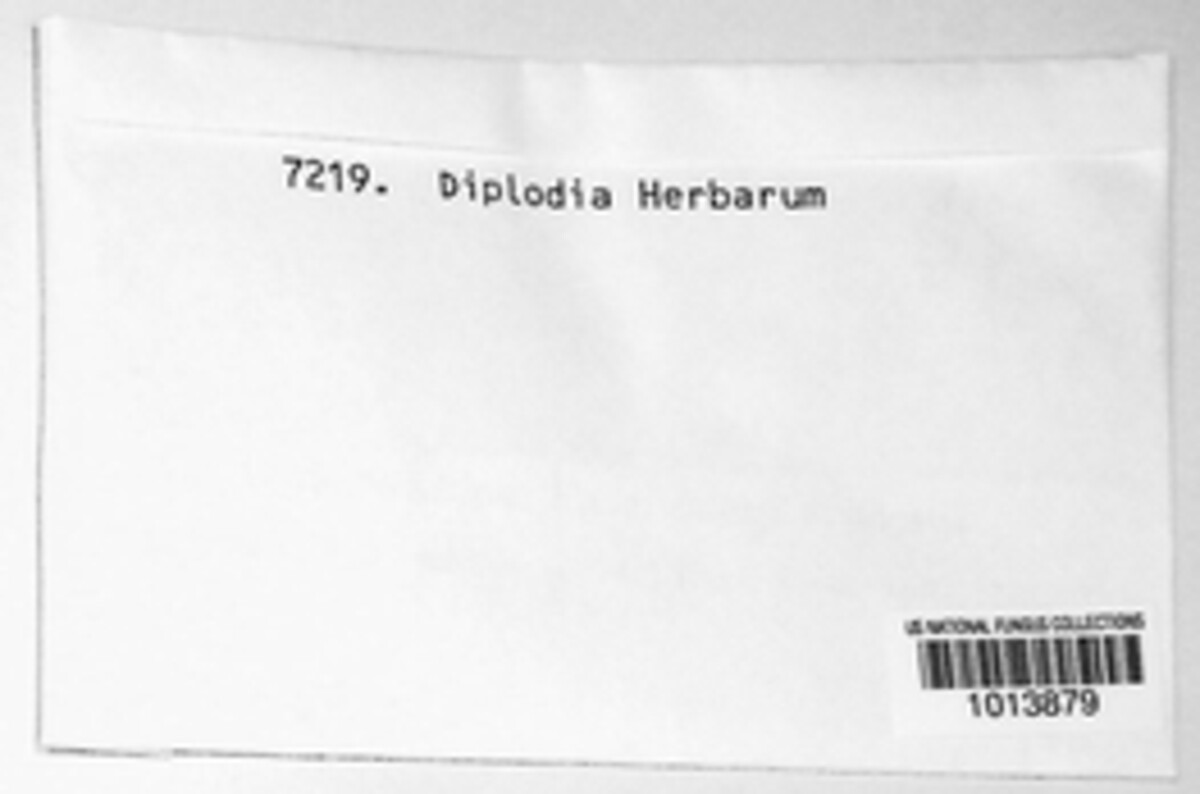 7219. Diplodia Herbarum
US NATIONAL FUNGUS COLLECTIONS
1013879